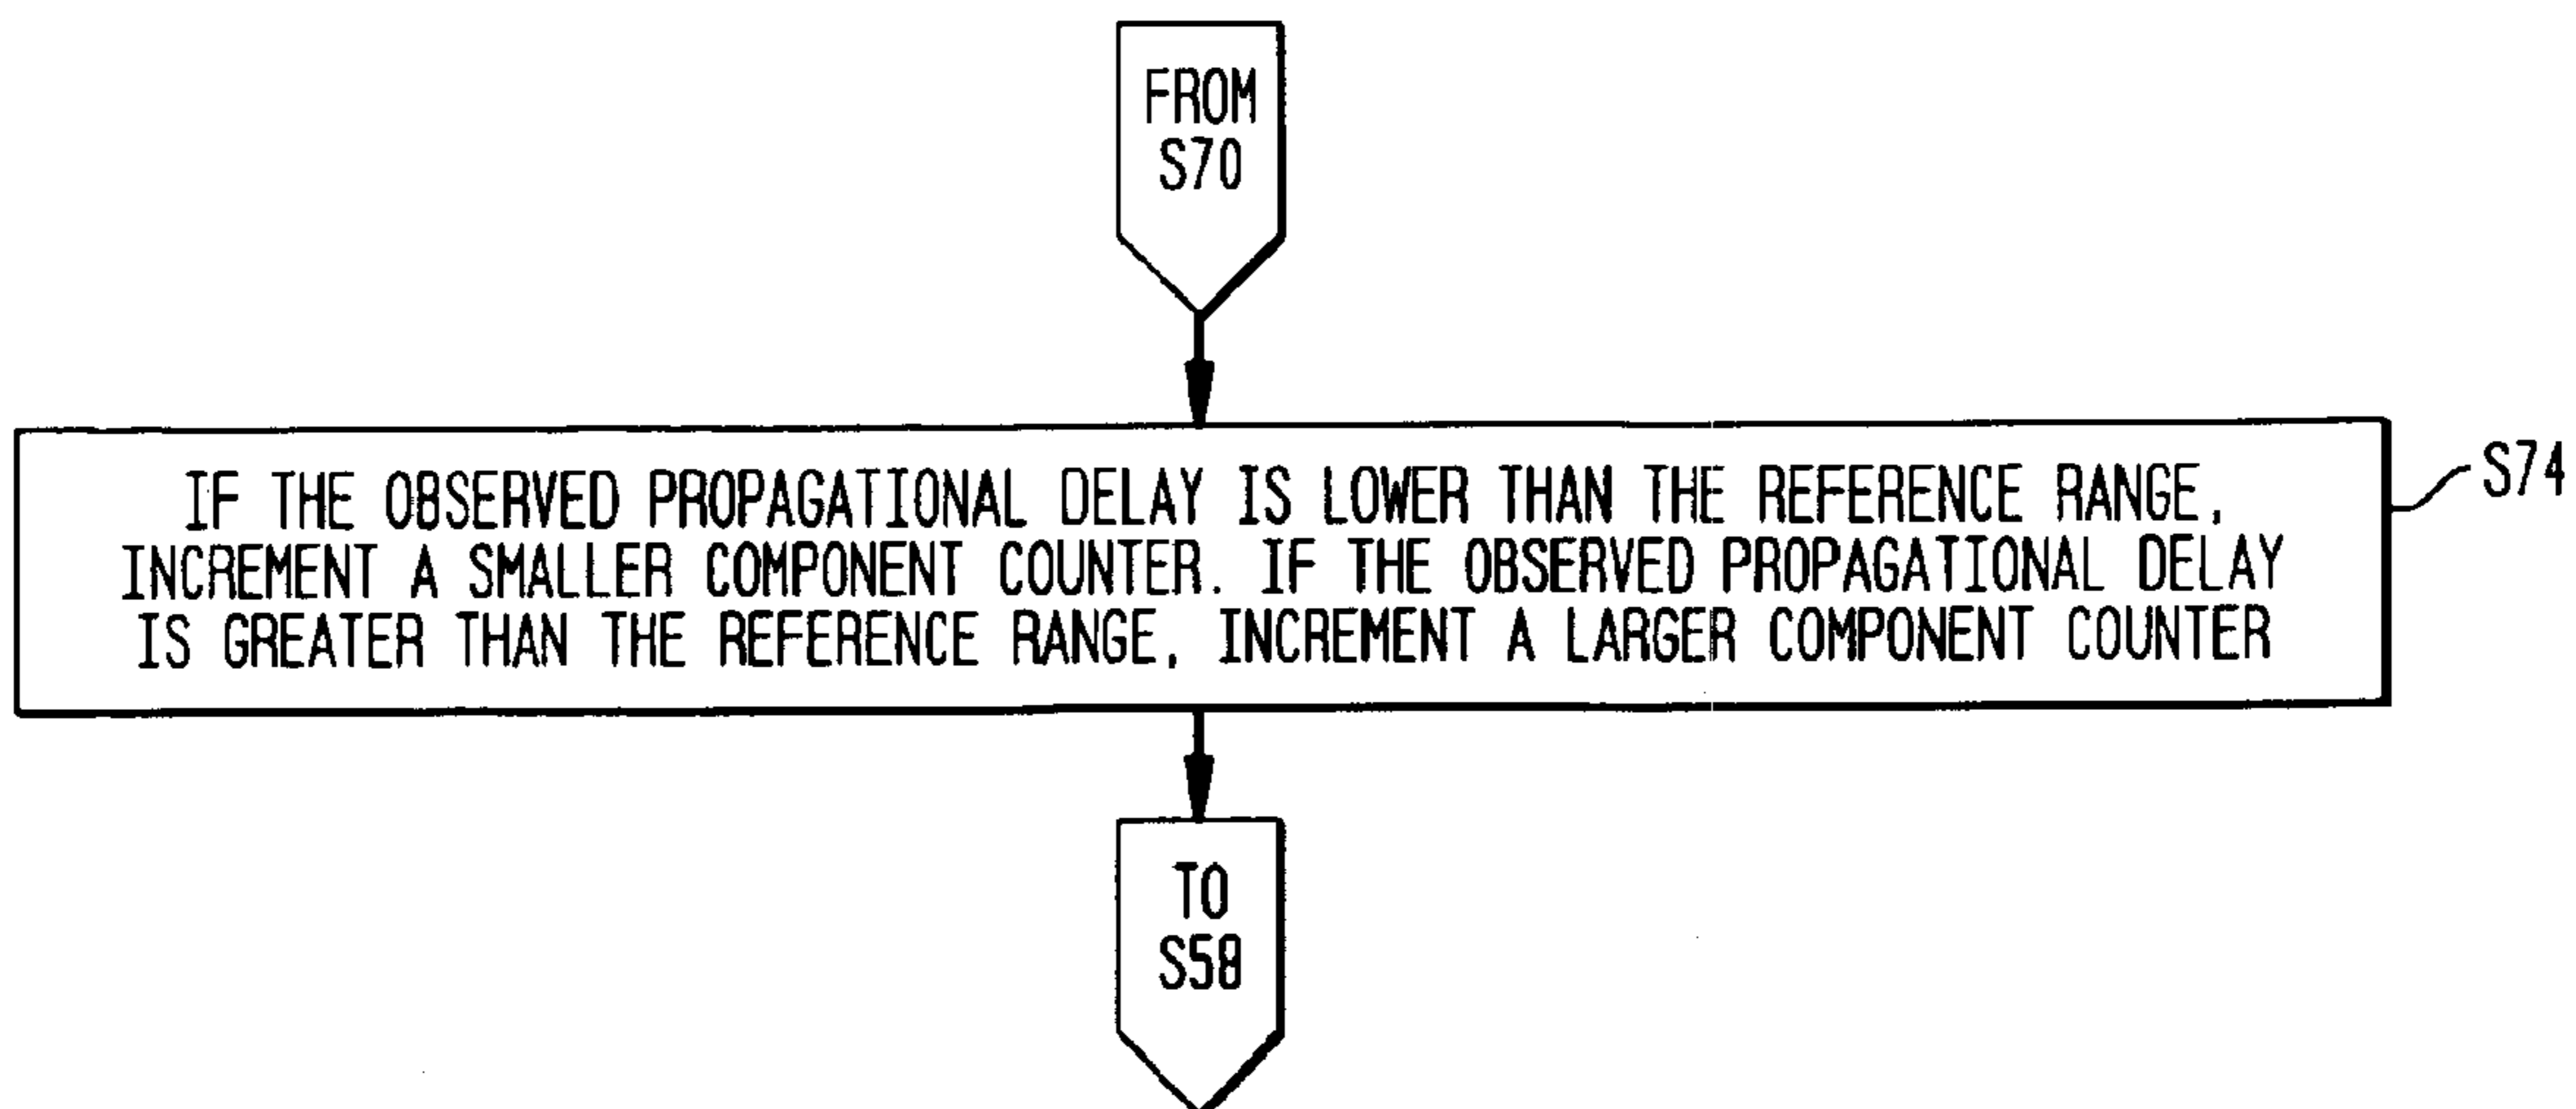 FROM
S70
IF THE OBSERVED PROPAGATIONAL DELAY IS LOWER THAN THE REFERENCE RANGE,
INCREMENT A SMALLER COMPONENT COUNTER. IF THE OBSERVED PROPAGATIONAL DELAY
IS GREATER THAN THE REFERENCE RANGE, INCREMENT A LARGER COMPONENT COUNTER
S74
TO
S58